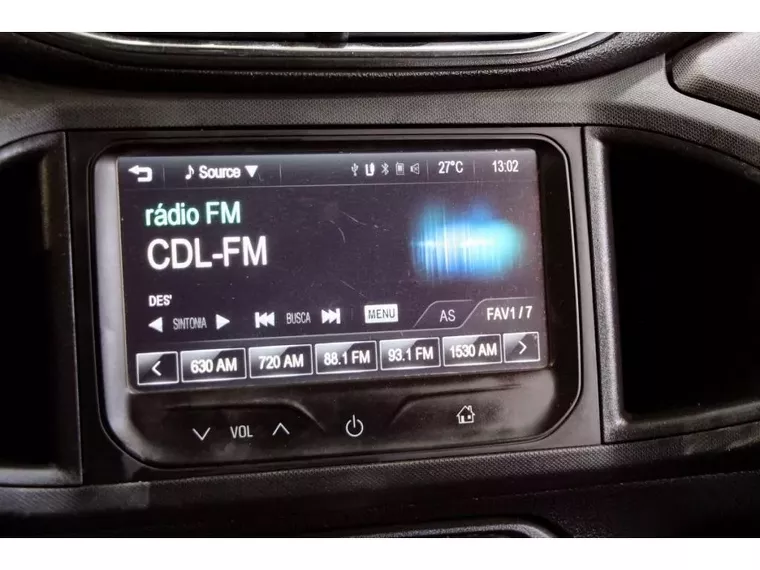 Source
27°C
13:02
rádio FM
CDL-FM
DES'
SINTONIA
BUSCA
MENU
AS
FAV1/7
630 AM
720 AM
88.1 FM
93.1 FM
1530 AM
VOL